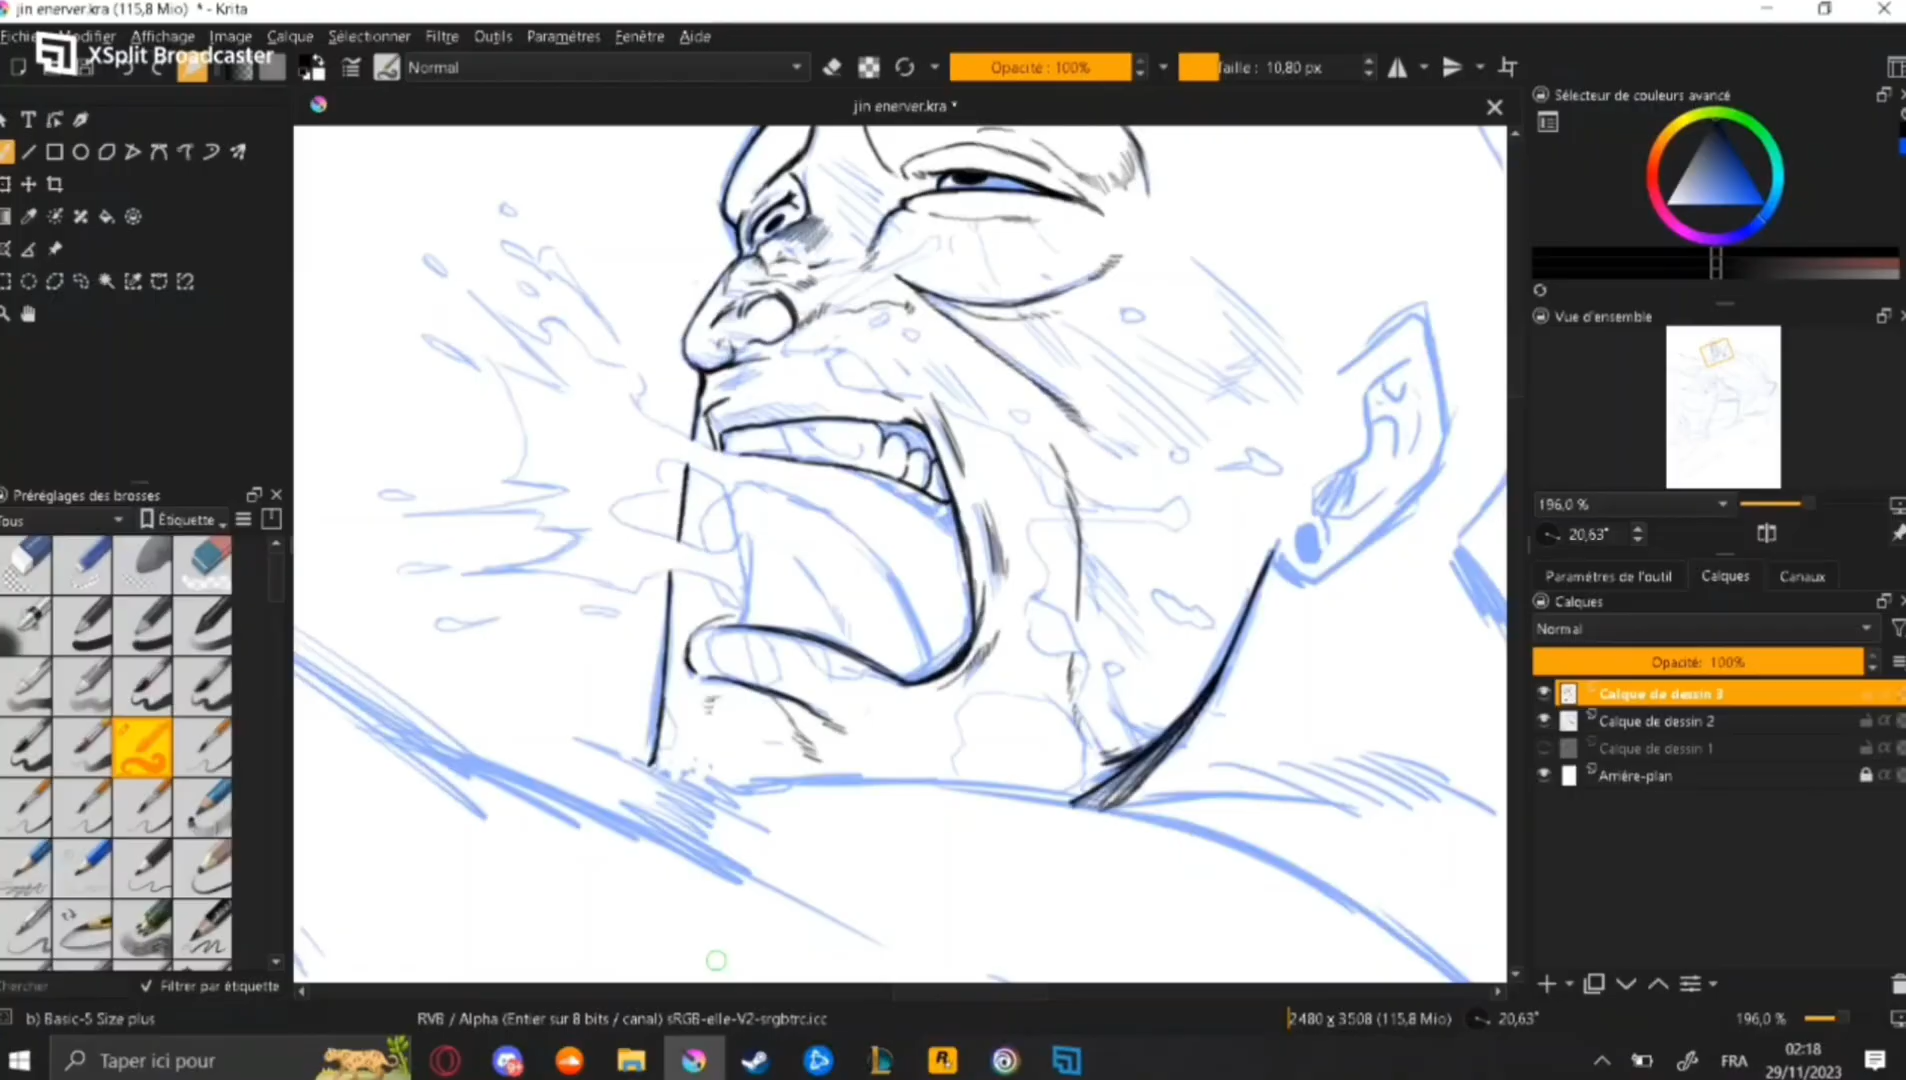 jin enerver.kra (115,8 Mio) * - Krita
Fichier Modifier Affichage Image Calque Sélectionner Filtre Outils Paramètres Fenêtre Aide
XSplit Broadcaster
Normal
Opacité : 100%
Taille : 10,80 px
jin enerver.kra *
Sélecteur de couleurs avancé
Vue d'ensemble
196,0 %
20,63°
Préréglages des brosses
Tous
Étiquette
Paramètres de l'outil
Calques
Canaux
Calques
Normal
Opacité: 100%
Calque de dessin 3
Calque de dessin 2
Calque de dessin 1
Arrière-plan
Chercher
Filtrer par étiquette
b) Basic-5 Size plus
RVB / Alpha (Entier sur 8 bits / canal) sRGB-elle-V2-srgbtrc.icc
2480 x 3508 (115,8 Mio)
20,63°
196,0 %
Taper ici pour
FRA
02:18
29/11/2023